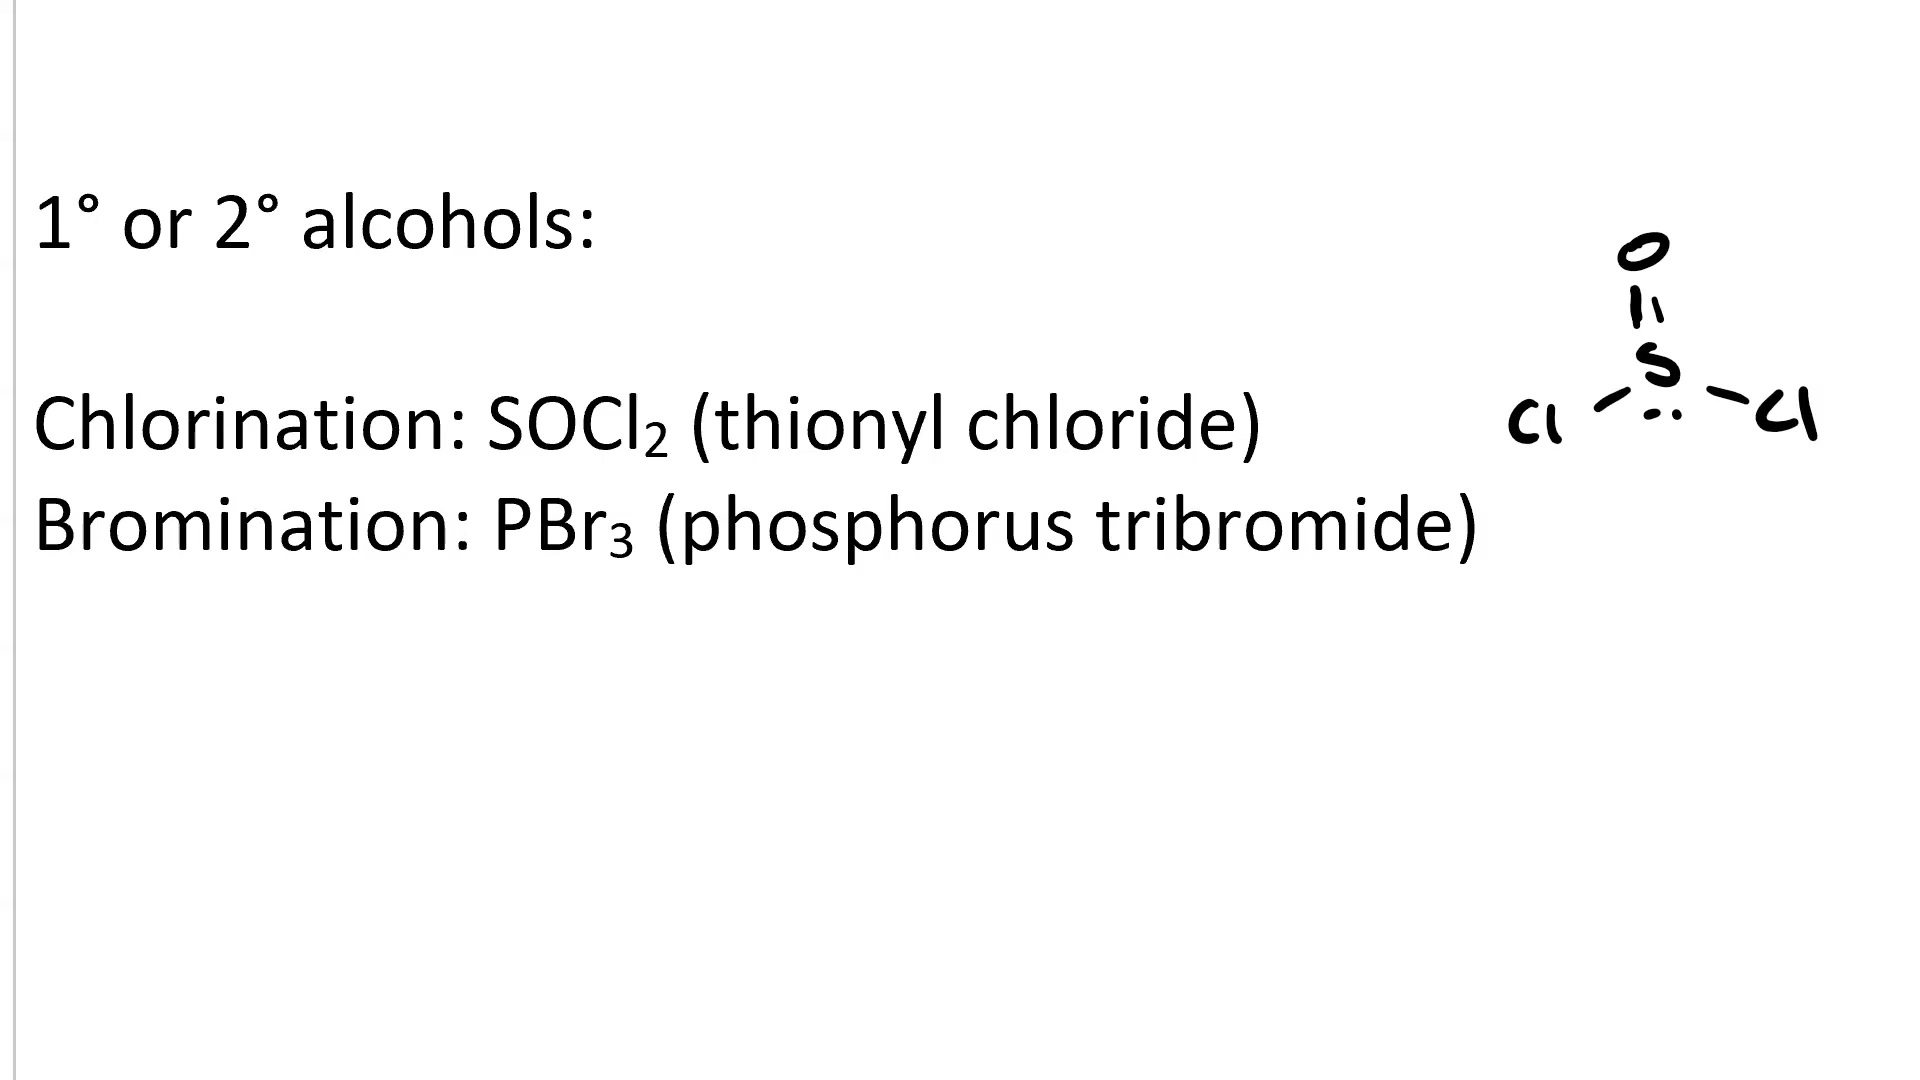 1° or 2° alcohols:
O
S
Cl Cl
Chlorination: SOCl₂ (thionyl chloride)
Bromination: PBr₃ (phosphorus tribromide)